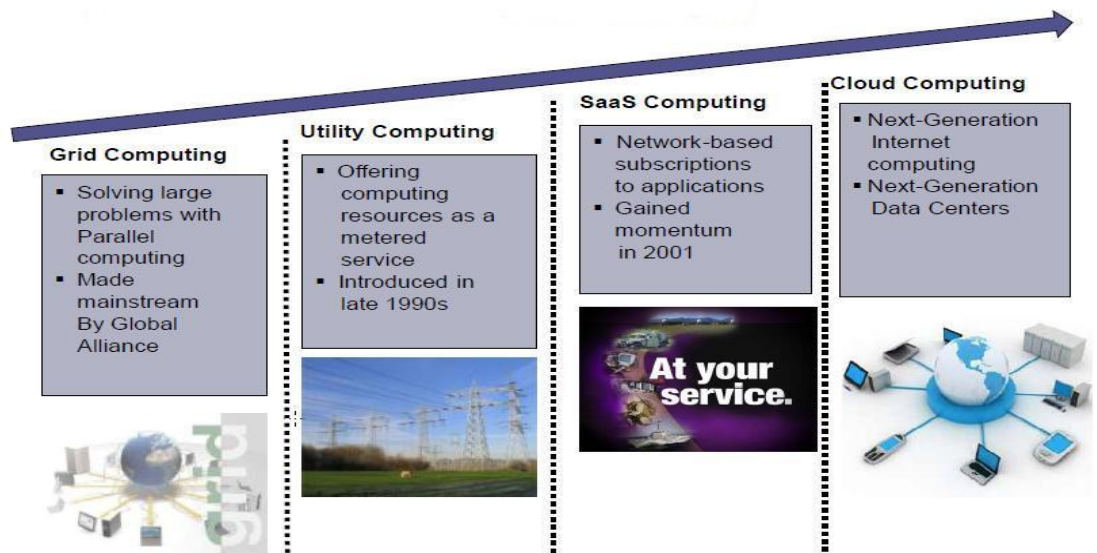 Grid Computing
▪ Solving large
problems with
Parallel
computing
▪ Made
mainstream
By Global
Alliance
grid
grid
Utility Computing
▪ Offering
computing
resources as a
metered
service
▪ Introduced in
late 1990s
SaaS Computing
▪ Network-based
subscriptions
to applications
▪ Gained
momentum
in 2001
At your
service.
Cloud Computing
▪ Next-Generation
Internet
computing
▪ Next-Generation
Data Centers